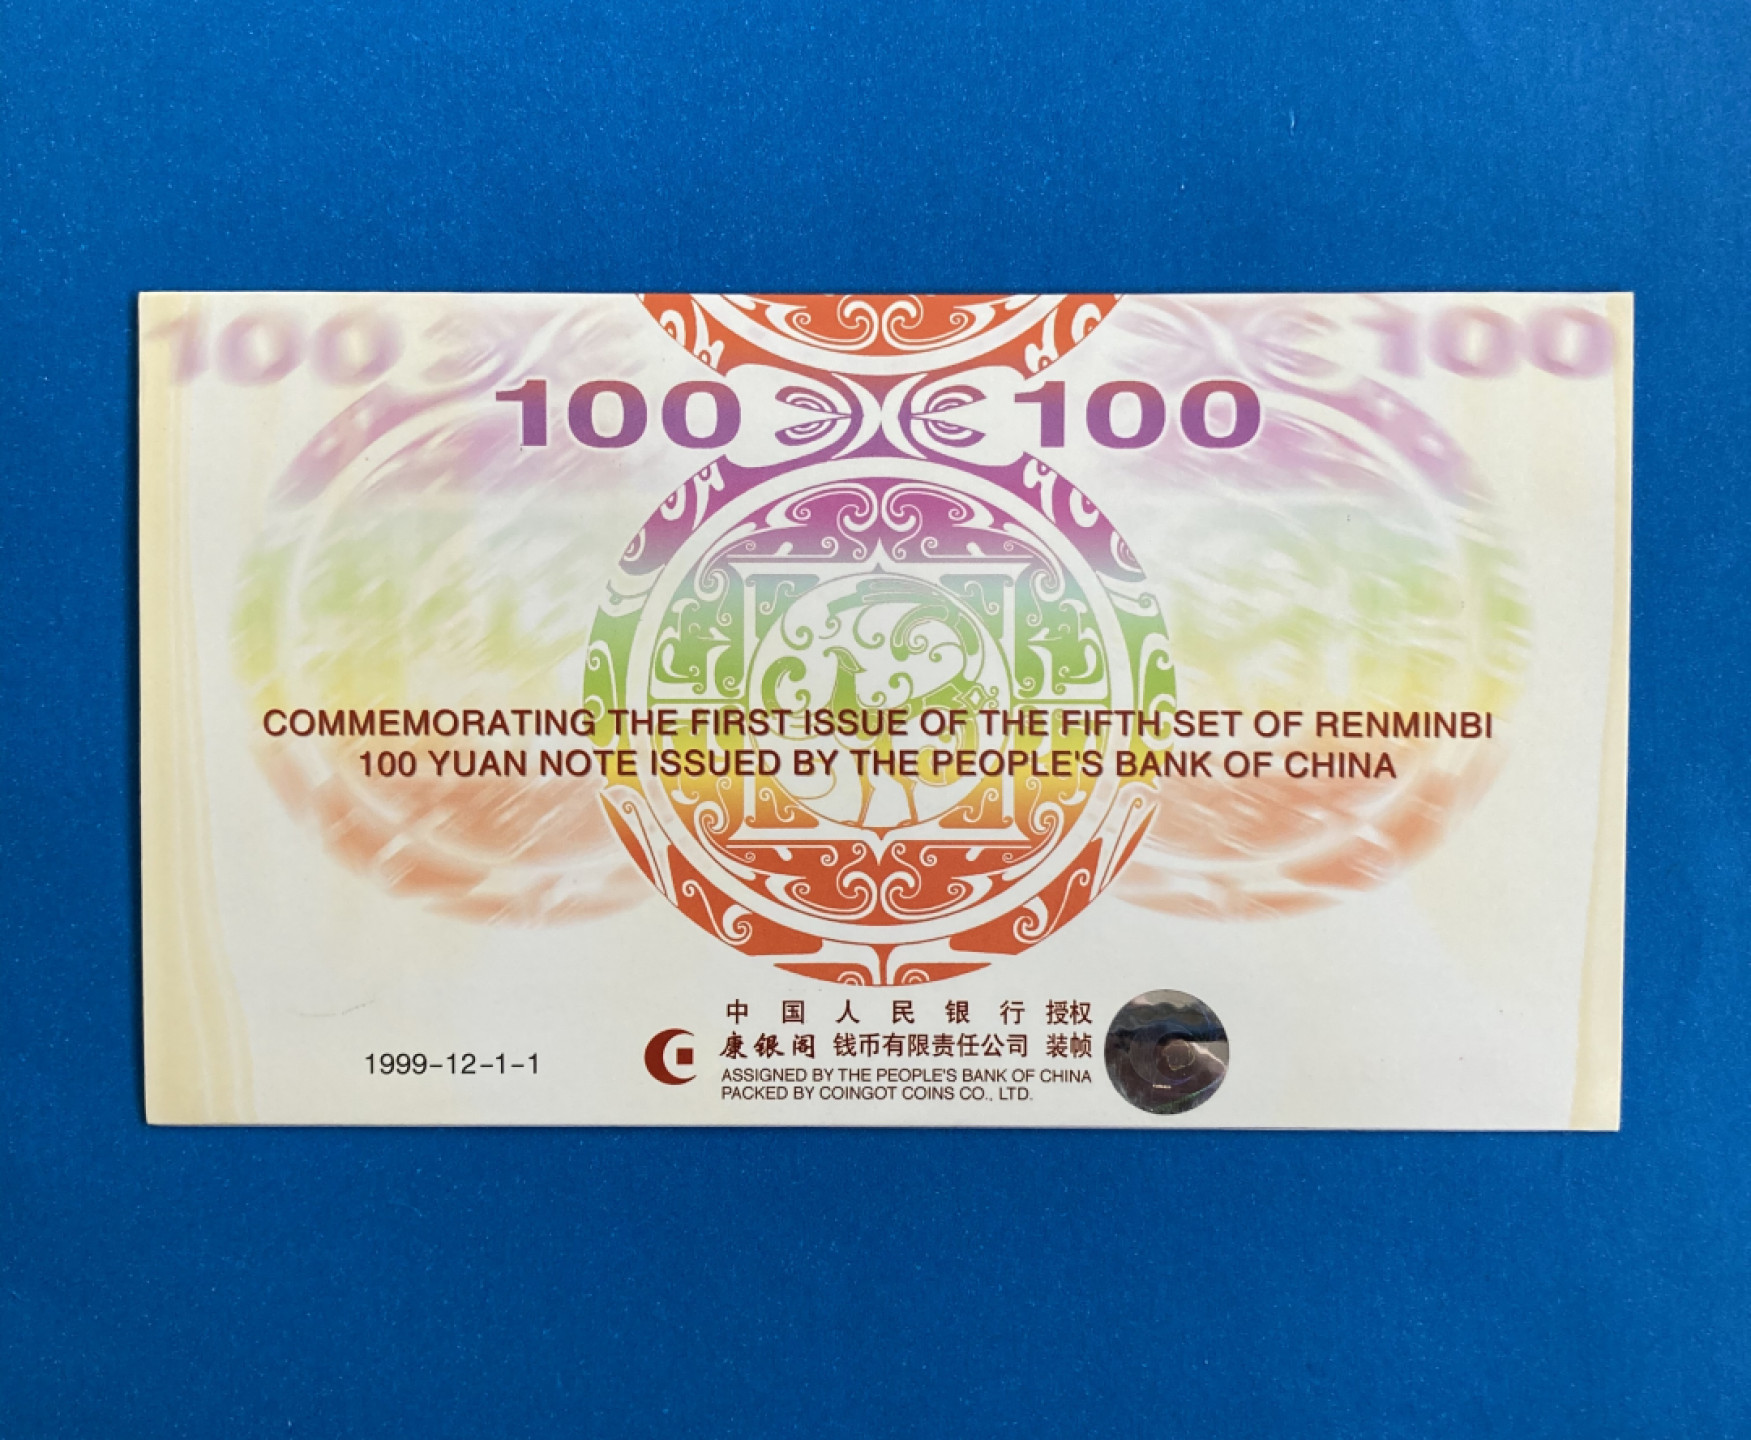 100 100
100 100
COMMEMORATING THE FIRST ISSUE OF THE FIFTH SET OF RENMINBI
100 YUAN NOTE ISSUED BY THE PEOPLE'S BANK OF CHINA
中国人民银行 授权
康银阁 钱币有限责任公司 装帧
ASSIGNED BY THE PEOPLE'S BANK OF CHINA
PACKED BY COINGOT COINS CO., LTD.
1999-12-1-1